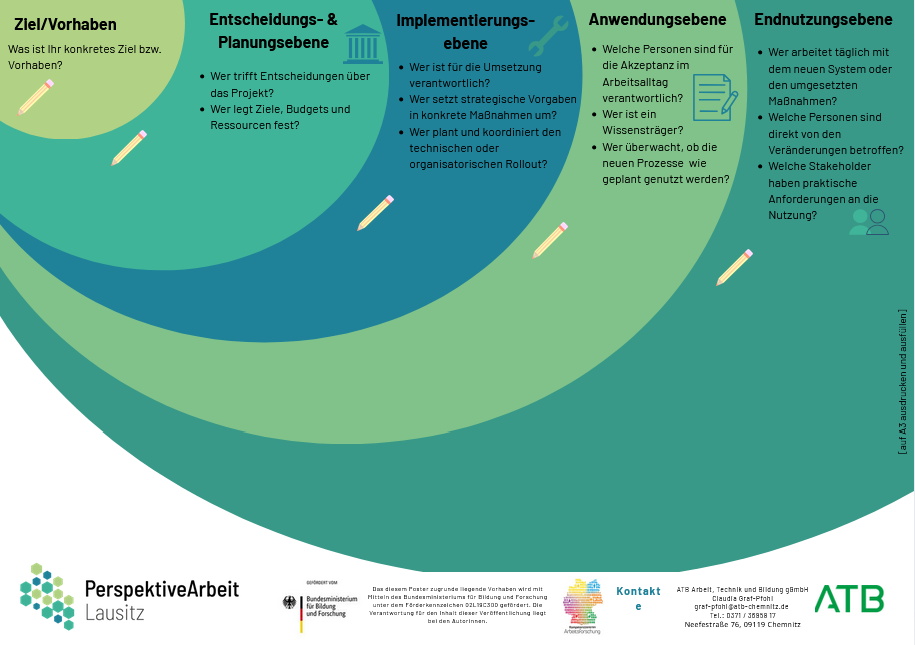 Ziel/Vorhaben
Was ist Ihr konkretes Ziel bzw.
Vorhaben?
Entscheidungs- &
Planungsebene
• Wer trifft Entscheidungen über
das Projekt?
• Wer legt Ziele, Budgets und
Ressourcen fest?
Implementierungs-
ebene
• Wer ist für die Umsetzung
verantwortlich?
• Wer setzt strategische Vorgaben
in konkrete Maßnahmen um?
• Wer plant und koordiniert den
technischen oder
organisatorischen Rollout?
Anwendungsebene
• Welche Personen sind für
die Akzeptanz im
Arbeitsalltag
verantwortlich?
• Wer ist ein
Wissensträger?
• Wer überwacht, ob die
neuen Prozesse wie
geplant genutzt werden?
Endnutzungsebene
• Wer arbeitet täglich mit
dem neuen System oder
den umgesetzten
Maßnahmen?
• Welche Personen sind
direkt von den
Veränderungen betroffen?
• Welche Stakeholder
haben praktische
Anforderungen an die
Nutzung?
[auf A3 ausdrucken und ausfüllen]
PerspektiveArbeit
Lausitz
GEFÖRDERT VOM
Bundesministerium
für Bildung
und Forschung
Das diesem Poster zugrunde liegende Vorhaben wird mit
Mitteln des Bundesministeriums für Bildung und Forschung
unter dem Förderkennzeichen 02L19C300 gefördert. Die
Verantwortung für den Inhalt dieser Veröffentlichung liegt
bei den AutorInnen.
Arbeitsforschung
Kontakt
e
ATB Arbeit, Technik und Bildung gGmbH
Claudia Graf-Pfohl
graf-pfohl@atb-chemnitz.de
Tel.: 0371 / 36958 17
Neefestraße 76, 09119 Chemnitz
ATB